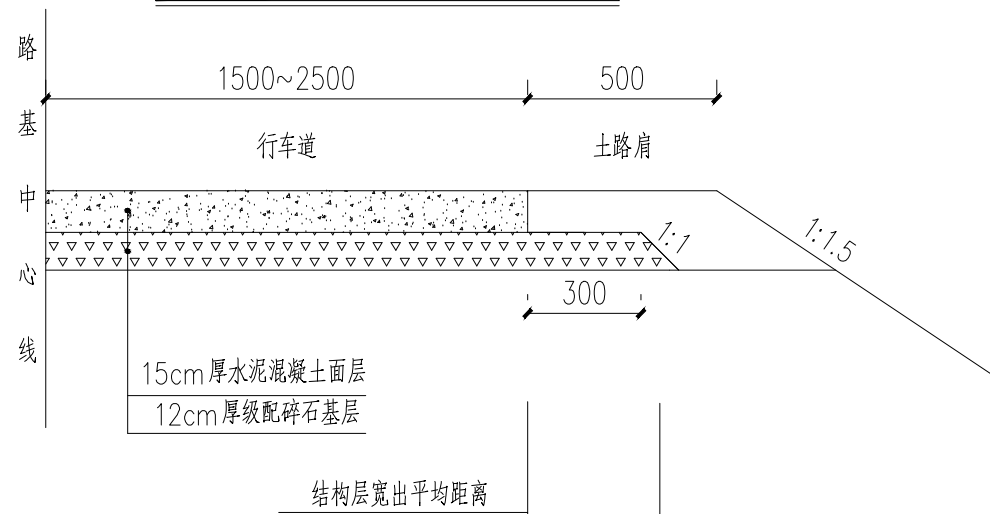 路基中心线
1500~2500
500
行车道
土路肩
1:1
1:1.5
300
15cm厚水泥混凝土面层
12cm厚级配碎石基层
结构层宽出平均距离